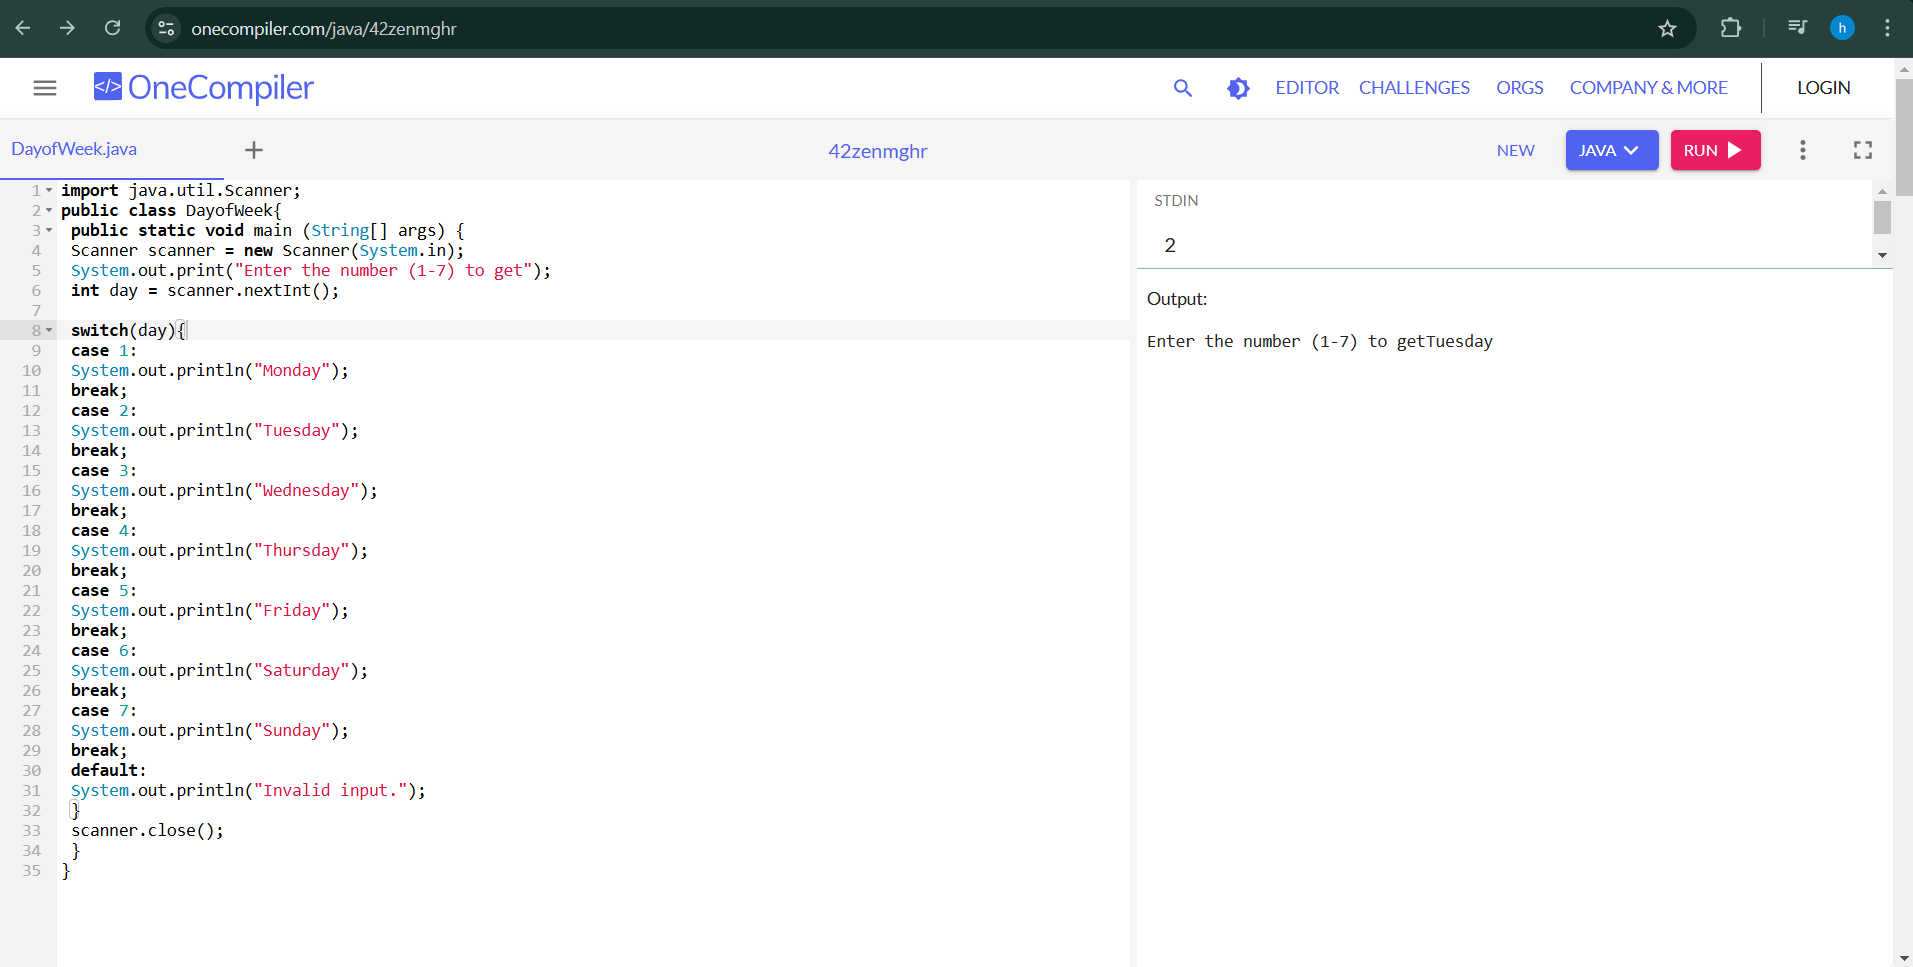 onecompiler.com/java/42zenmghr
h
</> OneCompiler
EDITOR CHALLENGES ORGS COMPANY & MORE LOGIN
DayofWeek.java
42zenmghr
NEW JAVA RUN
1 import java.util.Scanner;
2 public class DayofWeek{
3 public static void main (String[] args) {
4 Scanner scanner = new Scanner(System.in);
5 System.out.print("Enter the number (1-7) to get");
6 int day = scanner.nextInt();
7
8 switch(day){
9 case 1:
10 System.out.println("Monday");
11 break;
12 case 2:
13 System.out.println("Tuesday");
14 break;
15 case 3:
16 System.out.println("Wednesday");
17 break;
18 case 4:
19 System.out.println("Thursday");
20 break;
21 case 5:
22 System.out.println("Friday");
23 break;
24 case 6:
25 System.out.println("Saturday");
26 break;
27 case 7:
28 System.out.println("Sunday");
29 break;
30 default:
31 System.out.println("Invalid input.");
32 }
33 scanner.close();
34 }
35 }
STDIN
2
Output:
Enter the number (1-7) to getTuesday